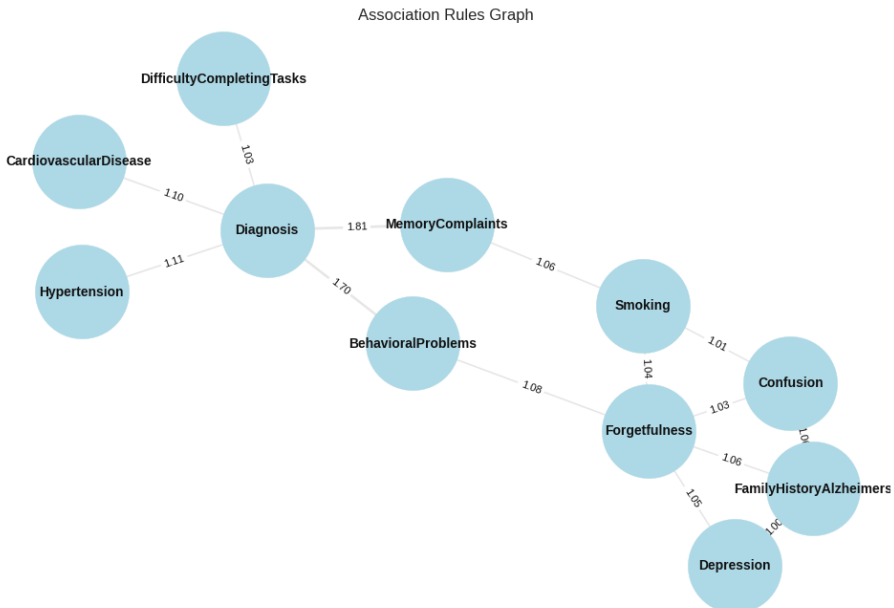 Association Rules Graph
DifficultyCompletingTasks
CardiovascularDisease
1.03
1.10
Diagnosis
1.81
MemoryComplaints
1.11
Hypertension
1.06
1.70
Smoking
BehavioralProblems
1.01
1.04
Confusion
1.08
1.03
Forgetfulness
1.06
FamilyHistoryAlzheimers
1.05
1.00
Depression